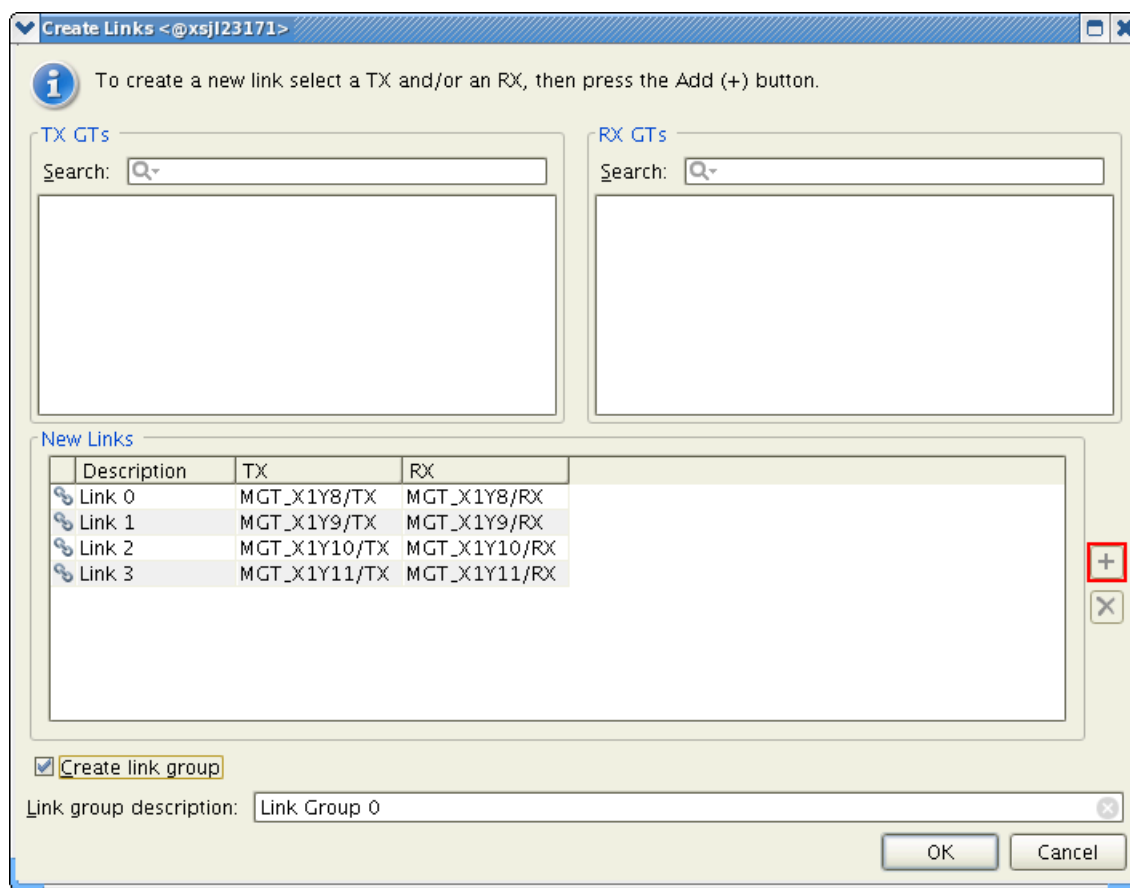 Create Links <@xsjl23171>
To create a new link select a TX and/or an RX, then press the Add (+) button.
TX GTs
Search:
RX GTs
Search:
New Links
Description TX RX
Link 0 MGT_X1Y8/TX MGT_X1Y8/RX
Link 1 MGT_X1Y9/TX MGT_X1Y9/RX
Link 2 MGT_X1Y10/TX MGT_X1Y10/RX
Link 3 MGT_X1Y11/TX MGT_X1Y11/RX
Create link group
Link group description: Link Group 0
OK Cancel